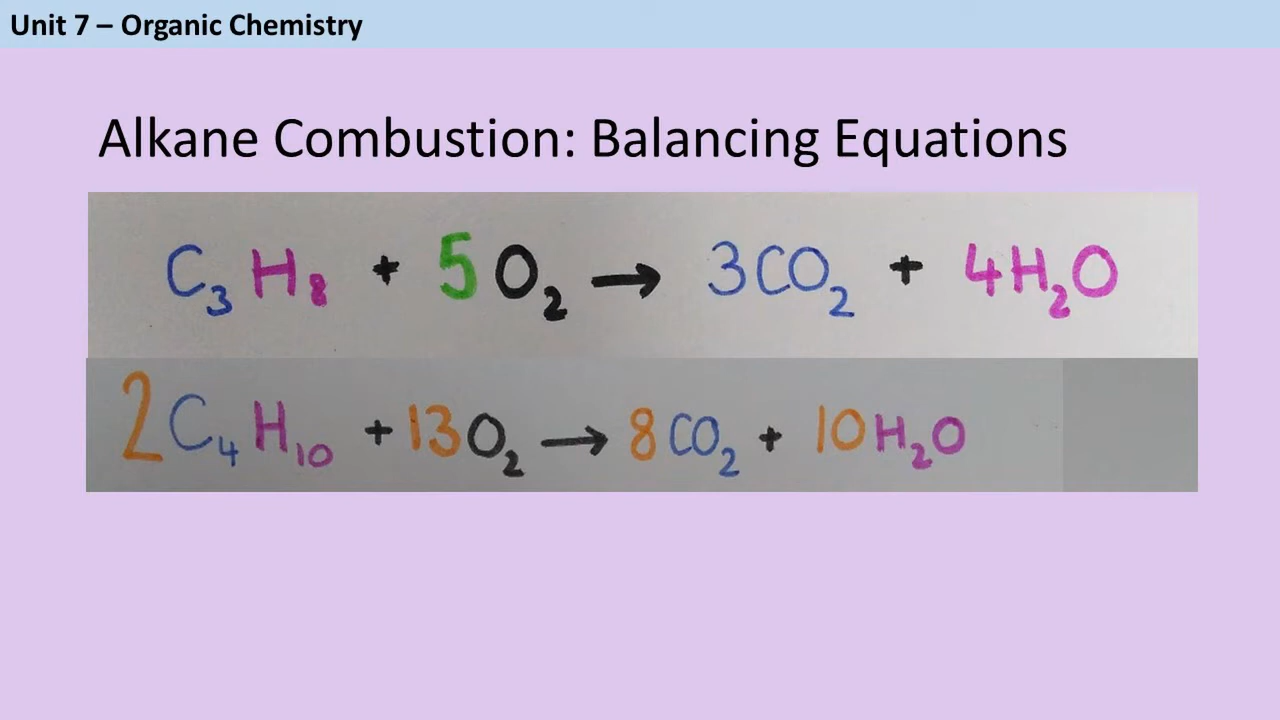 Unit 7 – Organic Chemistry
Alkane Combustion: Balancing Equations
C₃H₈ + 5O₂ → 3CO₂ + 4H₂O
2C₄H₁₀ + 13O₂ → 8CO₂ + 10H₂O